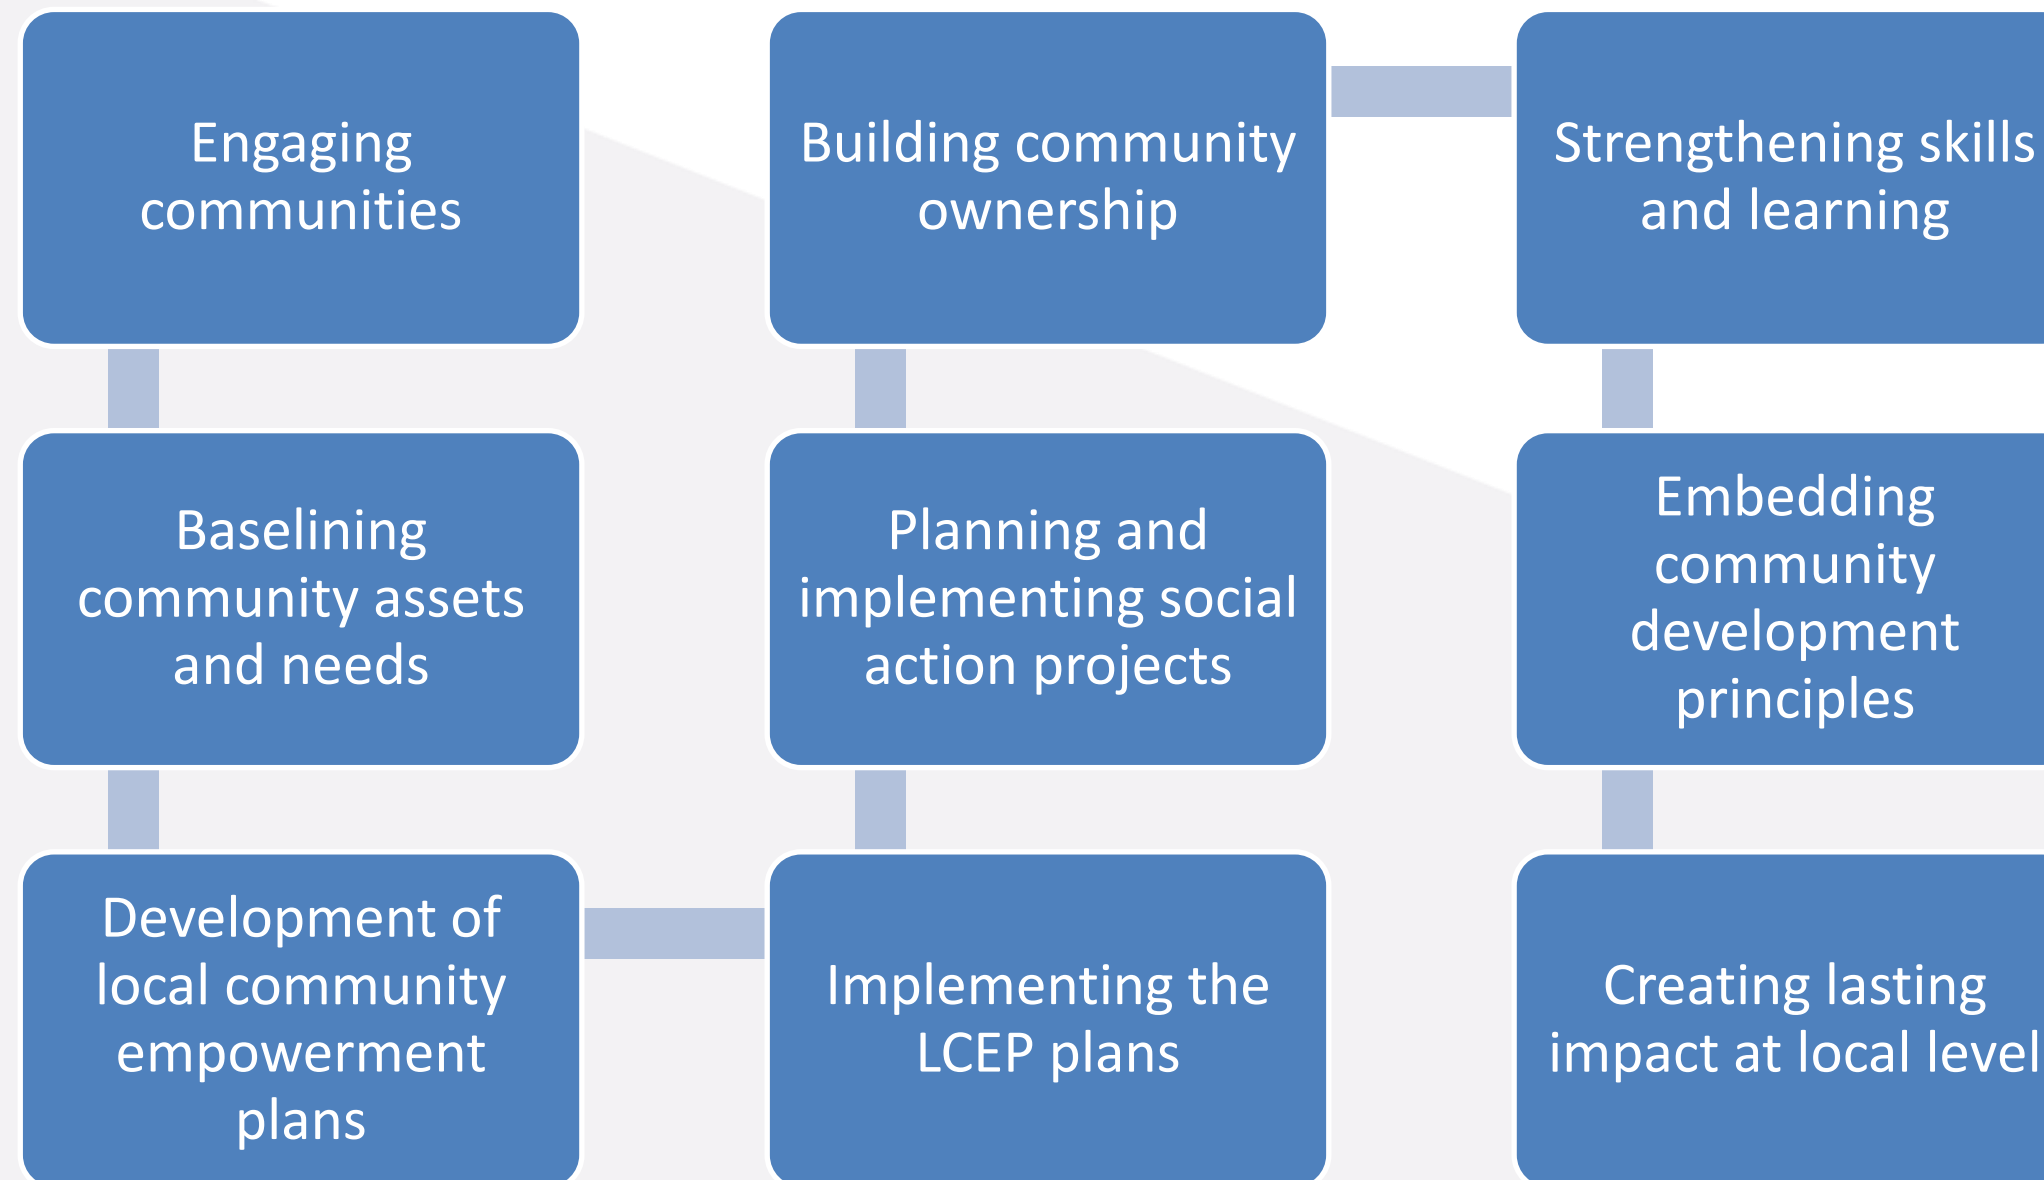 Engaging
communities
Baselining
community assets
and needs
Development of
local community
empowerment
plans
Implementing the
LCEP plans
Planning and
implementing social
action projects
Building community
ownership
Strengthening skills
and learning
Embedding
community
development
principles
Creating lasting
impact at local level